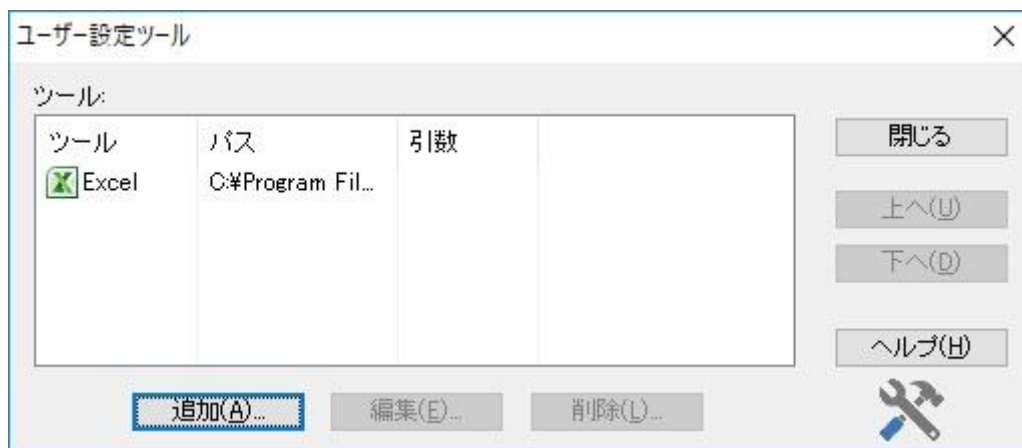 ユーザー設定ツール
ツール:
ツール パス 引数
Excel C:¥Program Fil...
閉じる
上へ(U)
下へ(D)
ヘルプ(H)
追加(A)... 編集(E)... 削除(L)...